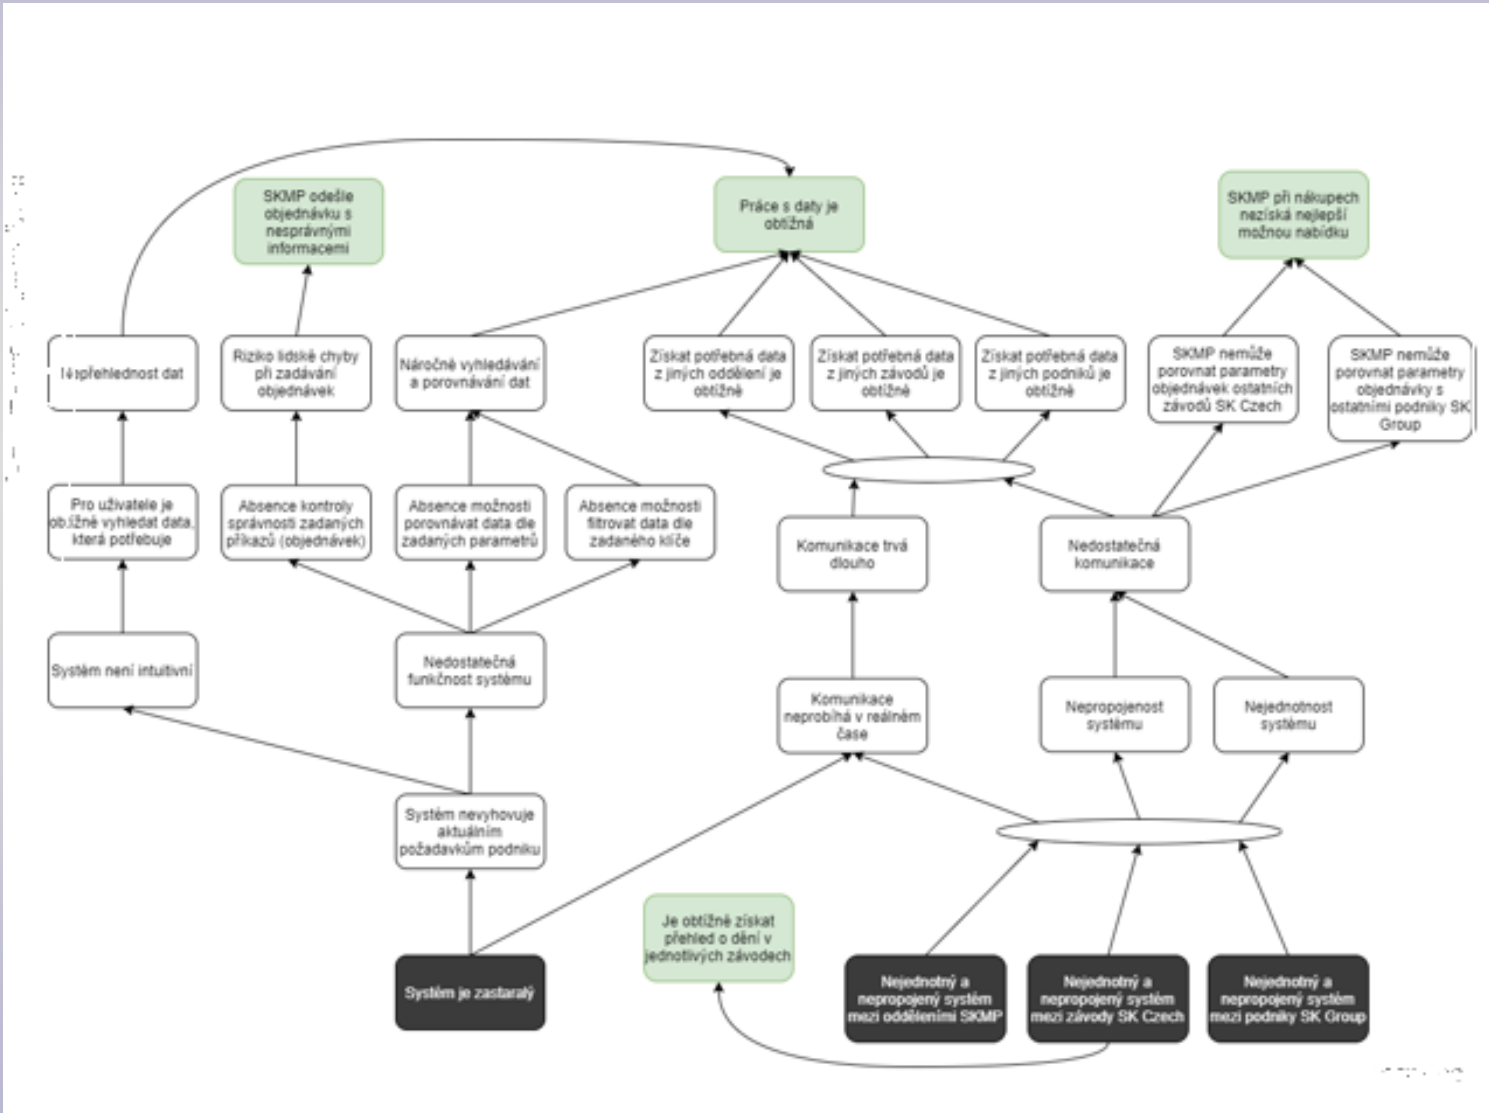 SKMP odešle
objednávku s
nesprávnými
informacemi
Práce s daty je
obtížná
SKMP při nákupech
nezíská nejlepší
možnou nabídku
Nepřehlednost dat
Riziko lidské chyby
při zadávání
objednávek
Náročné vyhledávání
a porovnávání dat
Získat potřebná data
z jiných oddělení je
obtížné
Získat potřebná data
z jiných závodů je
obtížné
Získat potřebná data
z jiných podniků je
obtížné
SKMP nemůže
porovnat parametry
objednávek ostatních
závodů SK Czech
SKMP nemůže
porovnat parametry
objednávky s
ostatními podniky SK
Group
Pro uživatele je
obtížné vyhledat data,
která potřebuje
Absence kontroly
správnosti zadaných
příkazů (objednávek)
Absence možnosti
porovnávat data dle
zadaných parametrů
Absence možnosti
filtrovat data dle
zadaného klíče
Komunikace trvá
dlouho
Nedostatečná
komunikace
Systém není intuitivní
Nedostatečná
funkčnost systému
Komunikace
neprobíhá v reálném
čase
Nepropojenost
systému
Nejednotnost
systému
Systém nevyhovuje
aktuálním
požadavkům podniku
Je obtížné získat
přehled o dění v
jednotlivých závodech
Systém je zastaralý
Nejednotný a
nepropojený systém
mezi odděleními SKMP
Nejednotný a
nepropojený systém
mezi závody SK Czech
Nejednotný a
nepropojený systém
mezi podniky SK Group